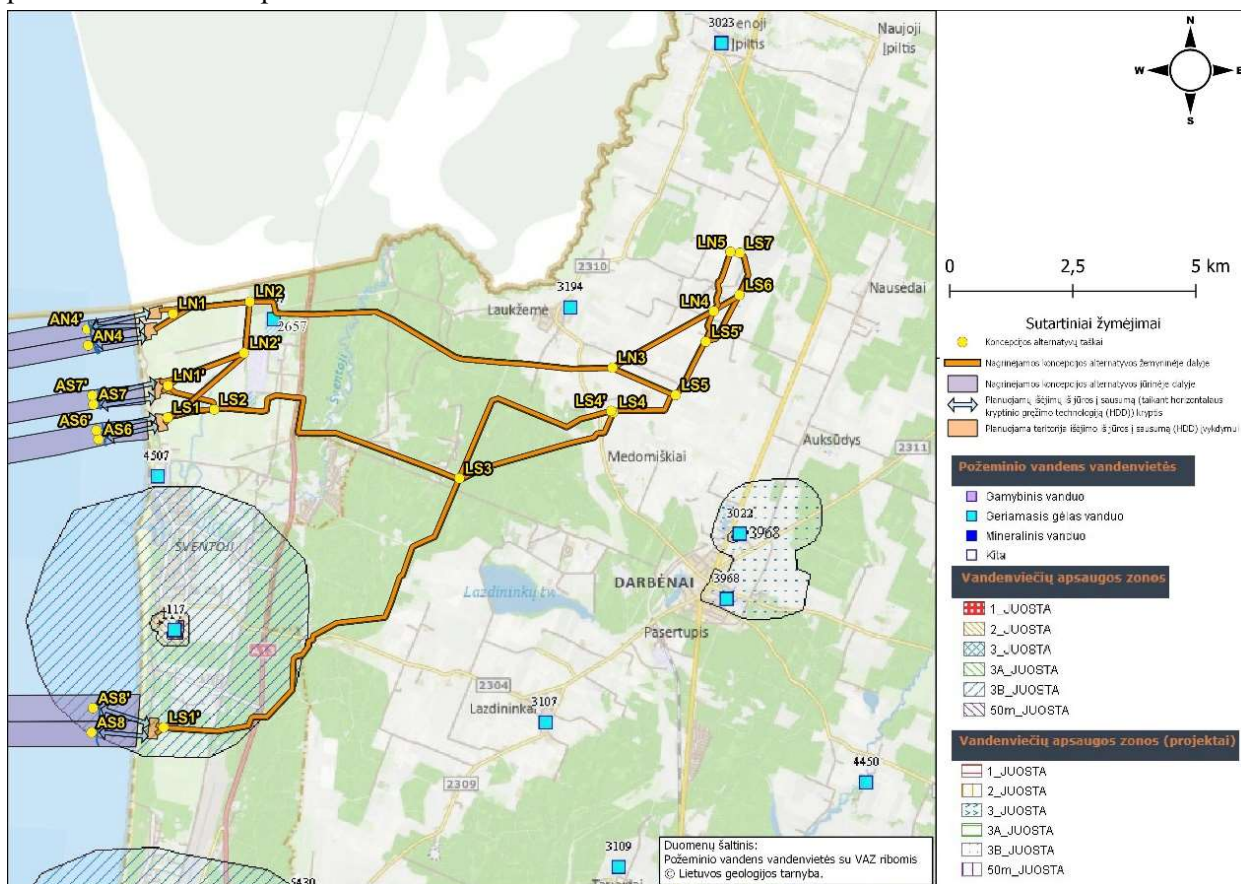 3023
enoji
Įpiltis
Naujoji
Įpiltis
N
W
E
S
LN5
LS7
2310
3194
Laukžemė
LN4
LS6
Nausėdai
LN2
LN1
2657
AN4'
AN4
LN2'
LS5'
LN3
Šventoji
AS7'
AS7
LN1'
LS5
AS6'
AS6
LS1
LS2
LS4'
LS4
Auksūdys
2311
Medomiškiai
4507
LS3
ŠVENTOJI
3022
3968
DARBĖNAI
3968
Lazdininkų tv.
4117
Pasertupis
A13
2304
AS8'
AS8
LS1'
Lazdininkai
3107
4450
2309
3109
5430
Duomenų šaltinis:
Požeminio vandens vandenvietės su VAZ ribomis
© Lietuvos geologijos tarnyba.
0 2,5 5 km
Sutartiniai žymėjimai
Koncepcijos alternatyvų taškai
Nagrinėjamos koncepcijos alternatyvos žemyninėje dalyje
Nagrinėjamos koncepcijos alternatyvos jūrinėje dalyje
Planuojamų išėjimų iš jūros į sausumą (taikant horizontalaus
kryptinio gręžimo technologiją (HDD)) kryptis
Planuojama teritorija išėjimo iš jūros į sausumą (HDD) įvykdymui
Požeminio vandens vandenvietės
Gamybinis vanduo
Geriamasis gėlas vanduo
Mineralinis vanduo
Kita
Vandenviečių apsaugos zonos
1_JUOSTA
2_JUOSTA
3_JUOSTA
3A_JUOSTA
3B_JUOSTA
50m_JUOSTA
Vandenviečių apsaugos zonos (projektai)
1_JUOSTA
2_JUOSTA
3_JUOSTA
3A_JUOSTA
3B_JUOSTA
50m_JUOSTA